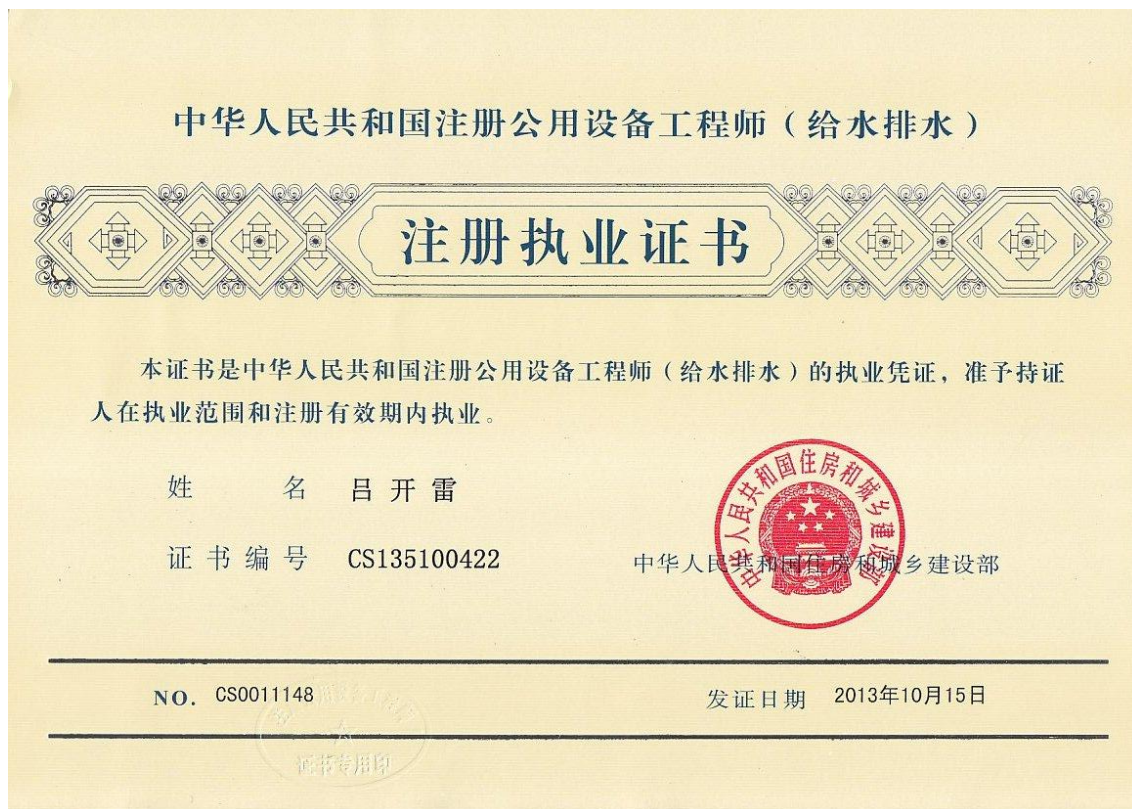 中华人民共和国注册公用设备工程师（给水排水）
注册执业证书
本证书是中华人民共和国注册公用设备工程师（给水排水）的执业凭证，准予持证
人在执业范围和注册有效期内执业。
姓 名 吕开雷
证书编号 CS135100422
中华人民共和国住房和城乡建设部
中华人民共和国住房和城乡建设部
NO. CS0011148
发证日期 2013年10月15日
证书专用印